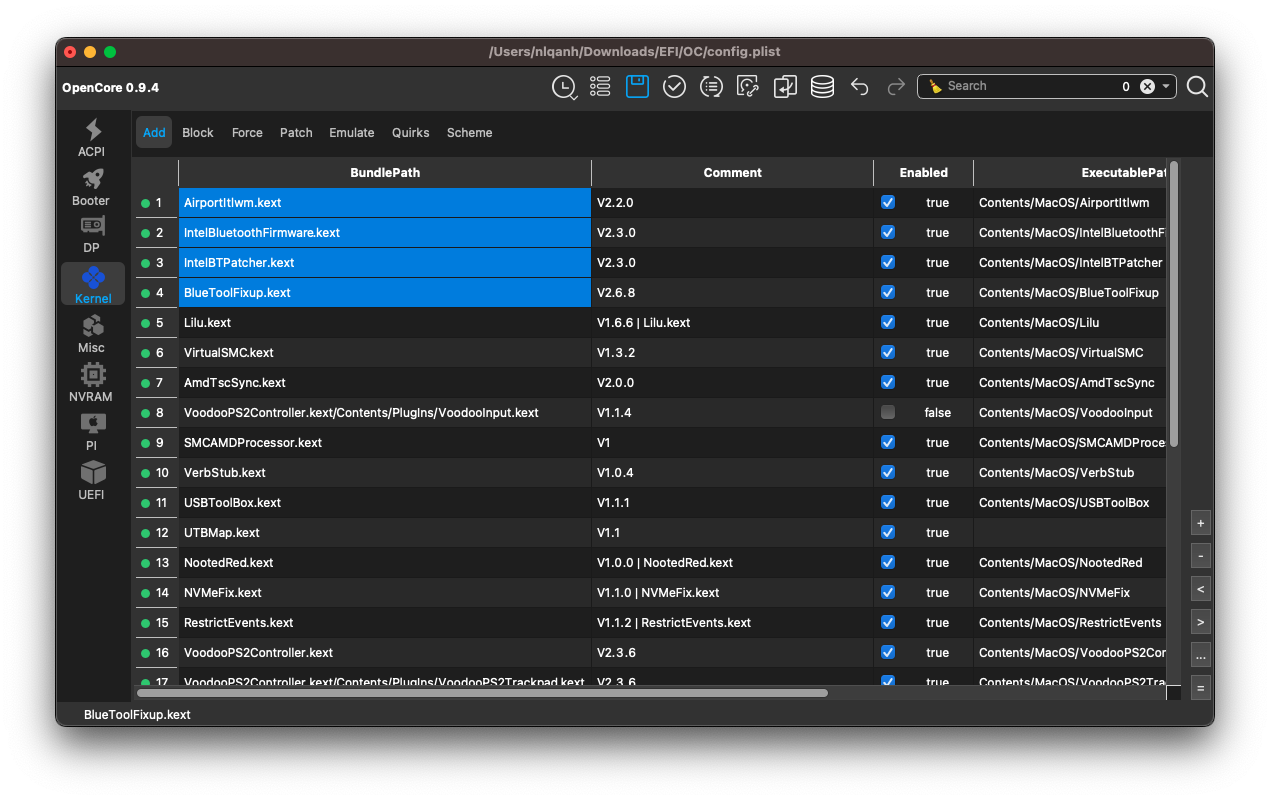 /Users/nlqanh/Downloads/EFI/OC/config.plist
OpenCore 0.9.4
Search 0
ACPI
Booter
DP
Kernel
Misc
NVRAM
PI
UEFI
Add Block Force Patch Emulate Quirks Scheme
BundlePath Comment Enabled ExecutablePat
1 AirportItlwm.kext V2.2.0 true Contents/MacOS/AirportItlwm
2 IntelBluetoothFirmware.kext V2.3.0 true Contents/MacOS/IntelBluetoothFi
3 IntelBTPatcher.kext V2.3.0 true Contents/MacOS/IntelBTPatcher
4 BlueToolFixup.kext V2.6.8 true Contents/MacOS/BlueToolFixup
5 Lilu.kext V1.6.6 | Lilu.kext true Contents/MacOS/Lilu
6 VirtualSMC.kext V1.3.2 true Contents/MacOS/VirtualSMC
7 AmdTscSync.kext V2.0.0 true Contents/MacOS/AmdTscSync
8 VoodooPS2Controller.kext/Contents/PlugIns/VoodooInput.kext V1.1.4 false Contents/MacOS/VoodooInput
9 SMCAMDProcessor.kext V1 true Contents/MacOS/SMCAMDProces
10 VerbStub.kext V1.0.4 true Contents/MacOS/VerbStub
11 USBToolBox.kext V1.1.1 true Contents/MacOS/USBToolBox
12 UTBMap.kext V1.1 true
13 NootedRed.kext V1.0.0 | NootedRed.kext true Contents/MacOS/NootedRed
14 NVMeFix.kext V1.1.0 | NVMeFix.kext true Contents/MacOS/NVMeFix
15 RestrictEvents.kext V1.1.2 | RestrictEvents.kext true Contents/MacOS/RestrictEvents
16 VoodooPS2Controller.kext V2.3.6 true Contents/MacOS/VoodooPS2Con
17 VoodooPS2Controller.kext/Contents/PlugIns/VoodooPS2Trackpad.kext V2.3.6 true Contents/MacOS/VoodooPS2Tra
+
-
<
>
...
=
BlueToolFixup.kext